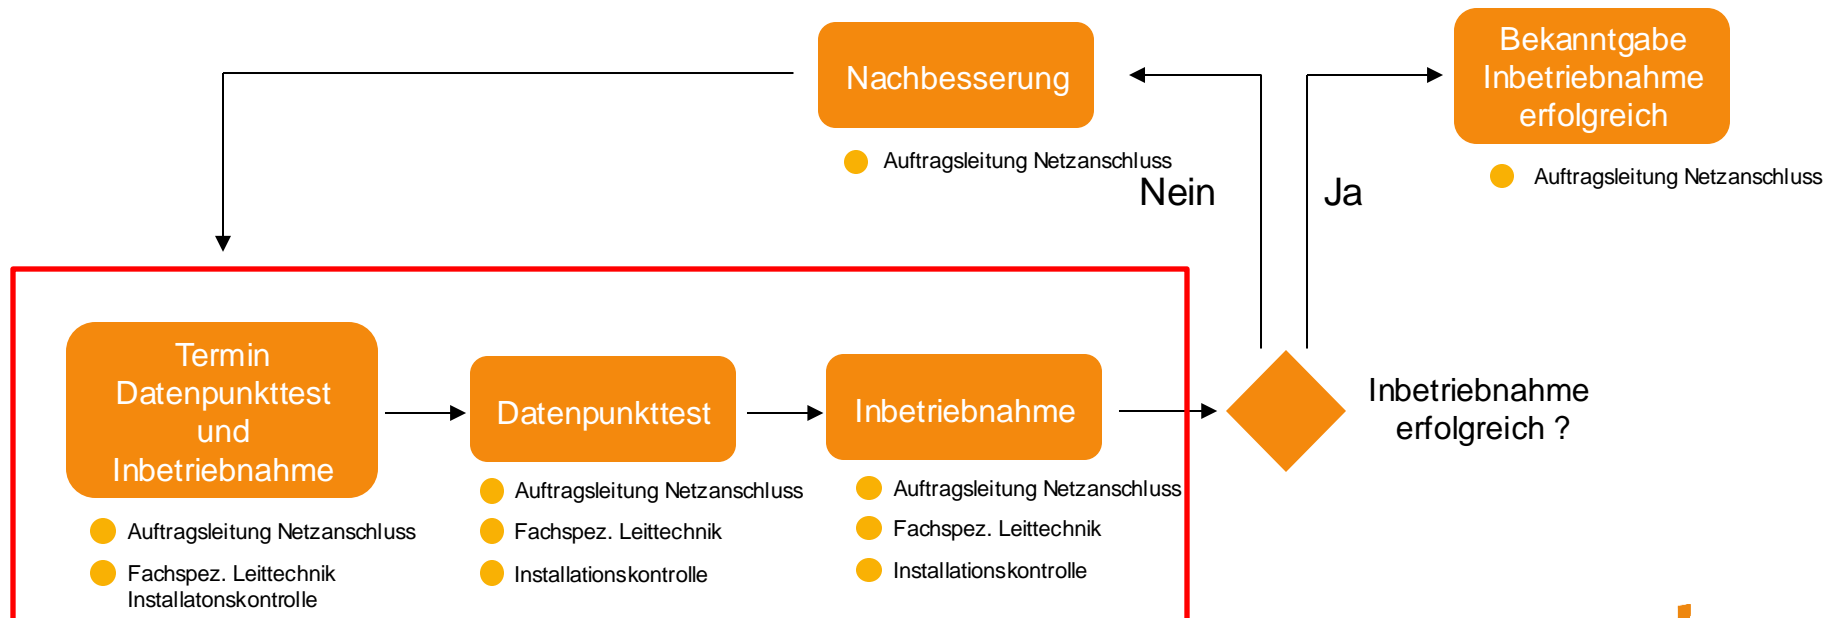 Nachbesserung
Auftragsleitung Netzanschluss
Bekanntgabe
Inbetriebnahme
erfolgreich
Auftragsleitung Netzanschluss
Nein
Ja
Termin
Datenpunkttest
und
Inbetriebnahme
Auftragsleitung Netzanschluss
Fachspez. Leittechnik
Installatonskontrolle
Datenpunkttest
Auftragsleitung Netzanschluss
Fachspez. Leittechnik
Installationskontrolle
Inbetriebnahme
Auftragsleitung Netzanschluss
Fachspez. Leittechnik
Installationskontrolle
Inbetriebnahme
erfolgreich ?